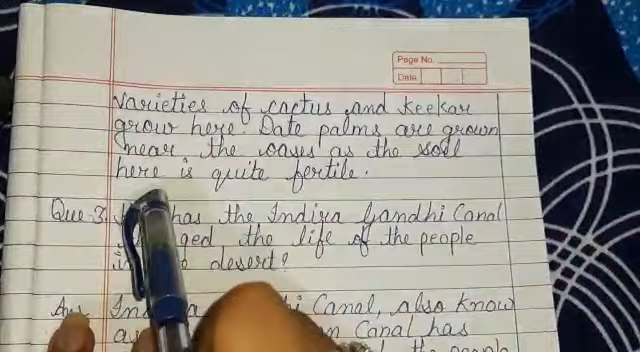 Page No.
Date
Varieties of cactus and keekar
grow here. Date palms are grown
near the oases as the soil
here is quite fertile.
Que-3. has the Indira Gandhi Canal
the life of the people
desert?
Ans Canal, also know
Canal has
the people